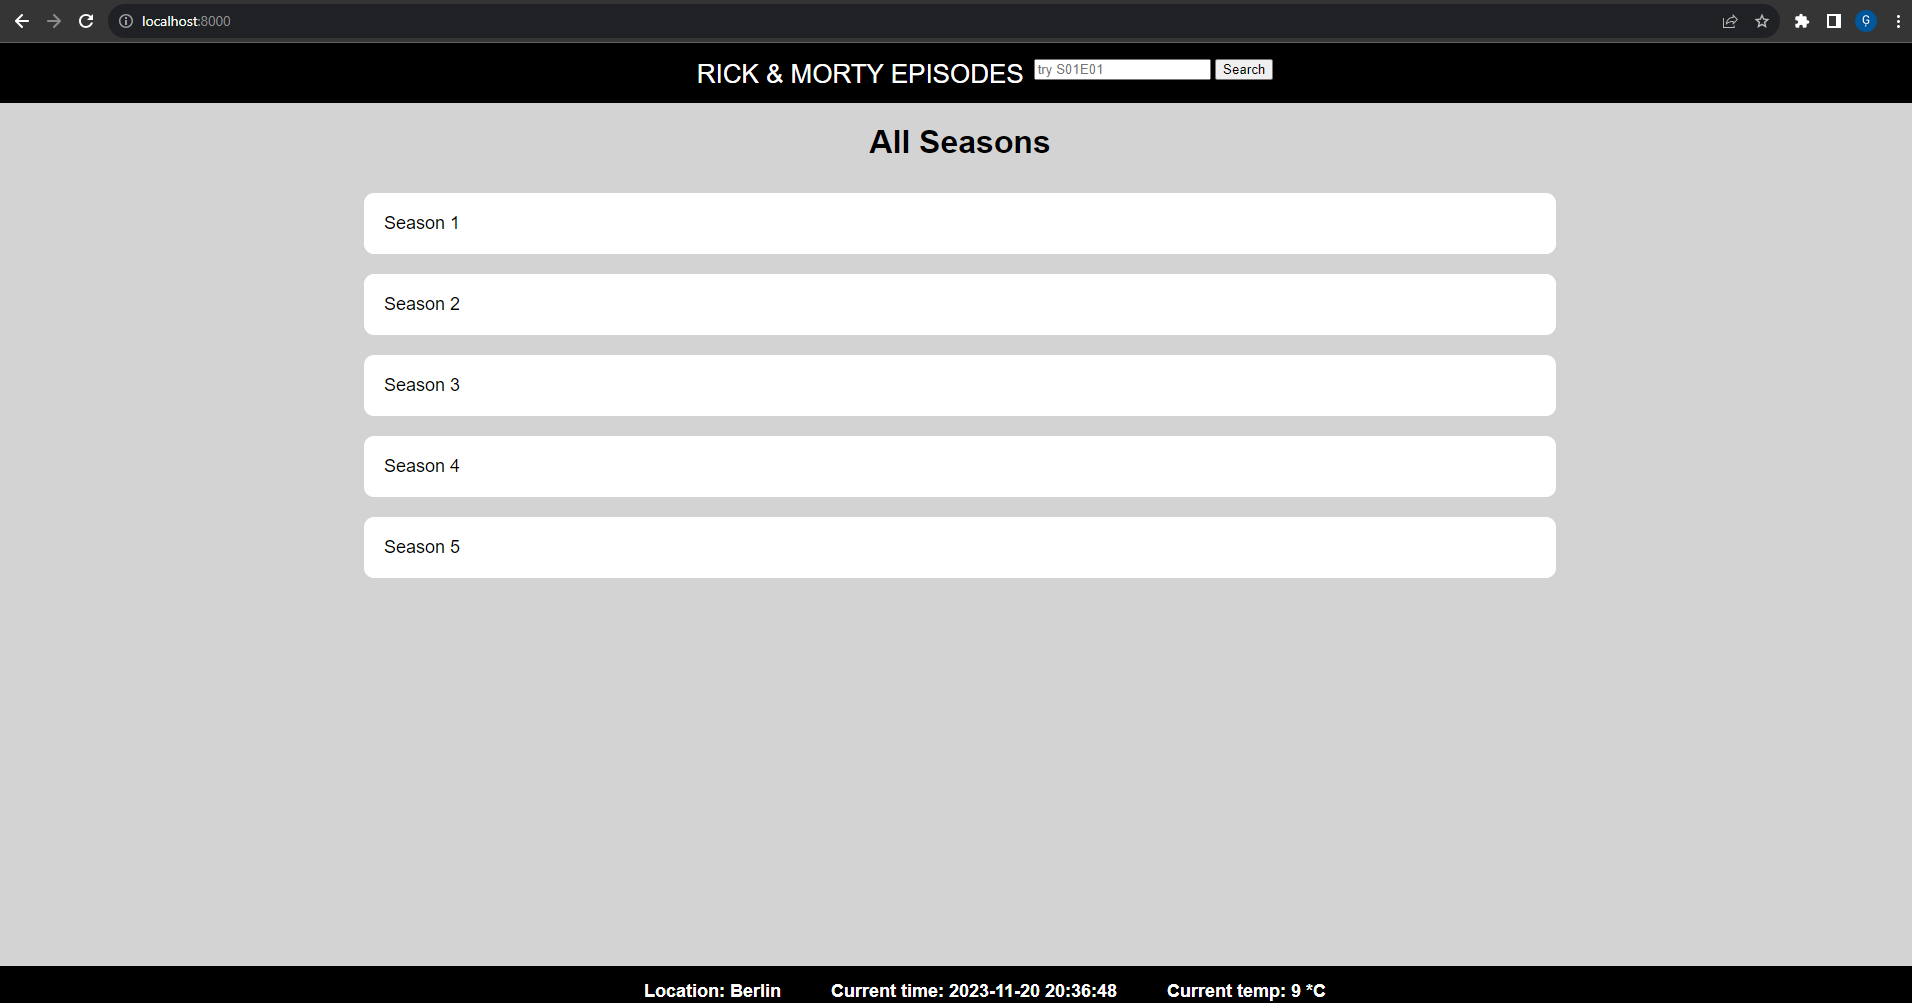 localhost:8000
G
RICK & MORTY EPISODES try S01E01 Search
All Seasons
Season 1
Season 2
Season 3
Season 4
Season 5
Location: Berlin Current time: 2023-11-20 20:36:48 Current temp: 9 *C